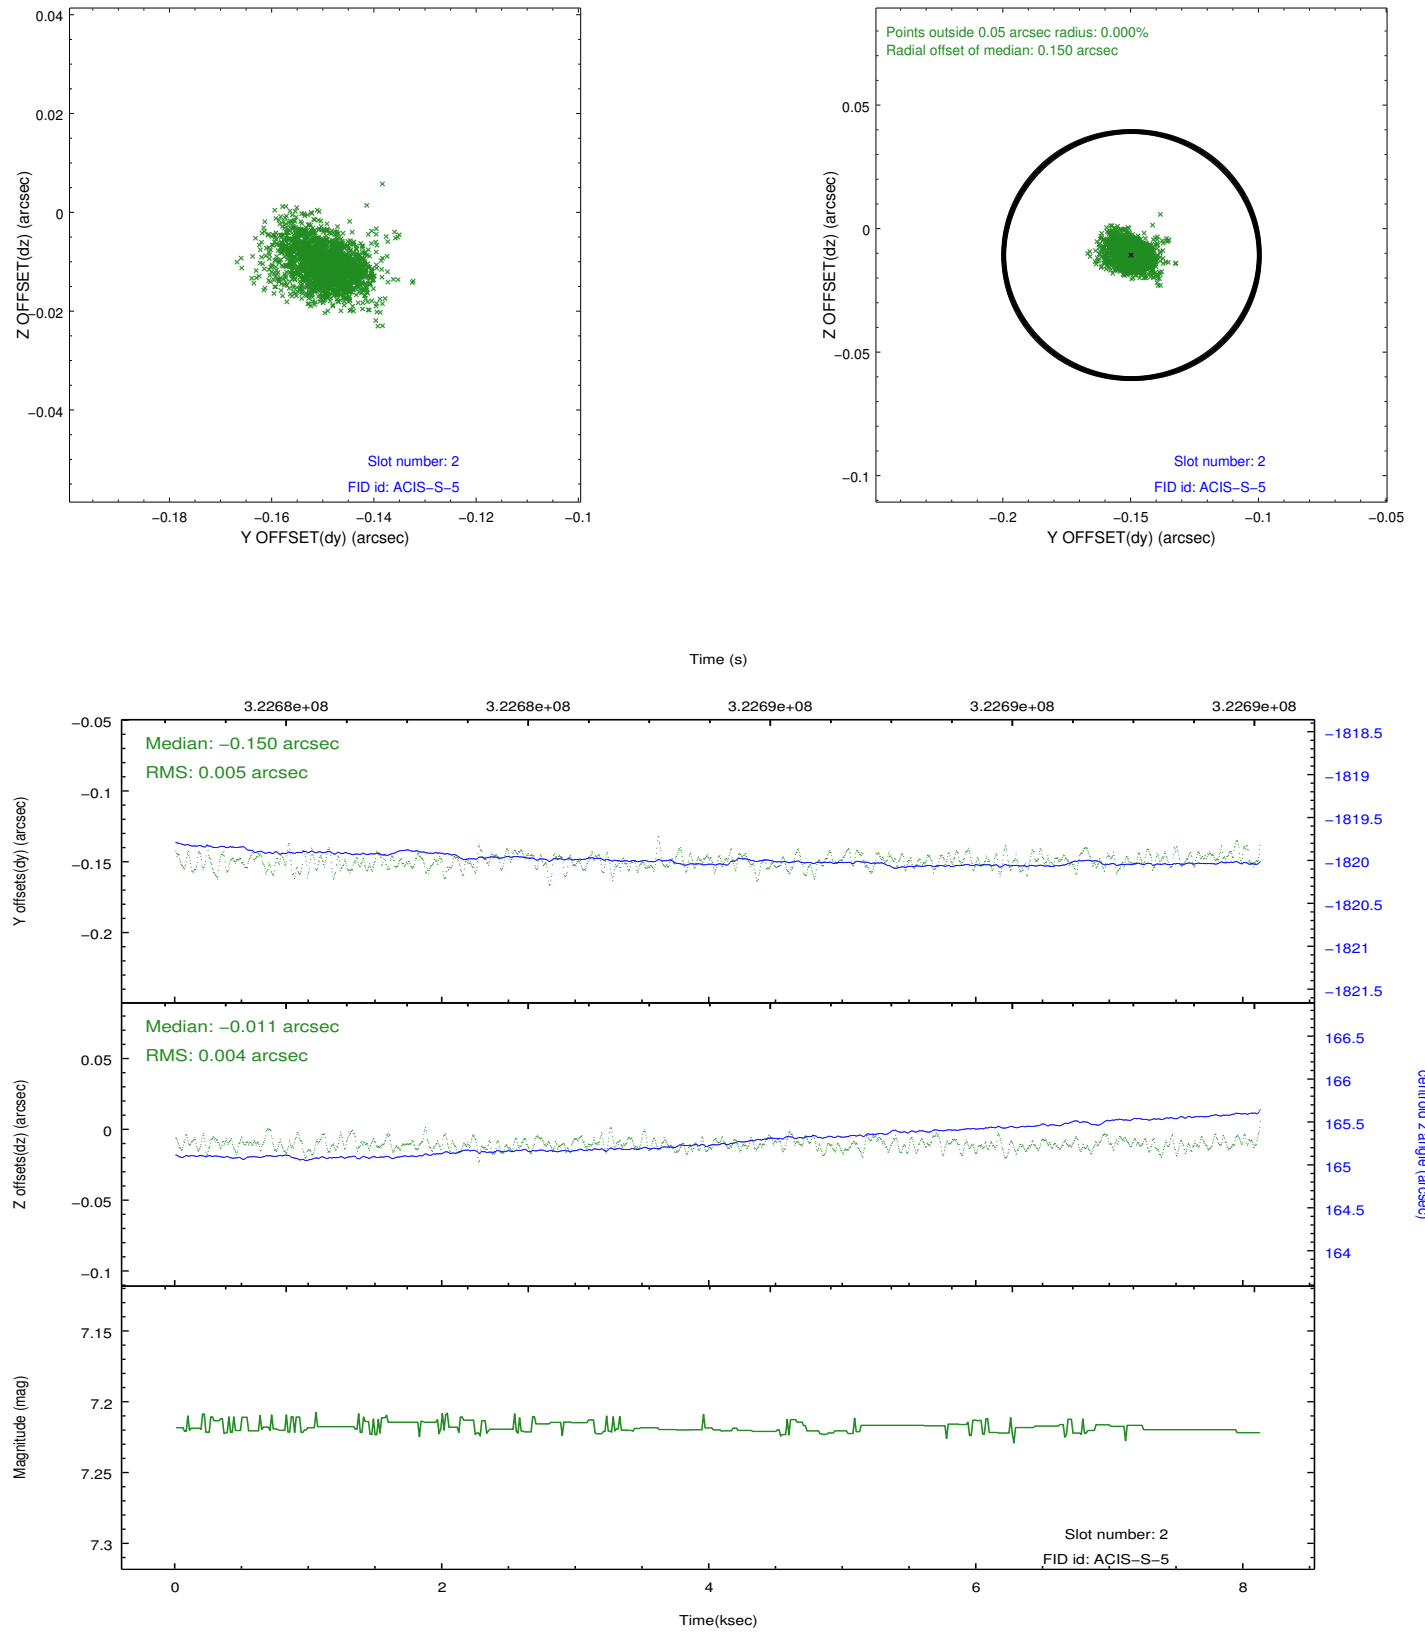 0.04
0.02
0
−0.02
−0.04
Z OFFSET(dz) (arcsec)
Slot number: 2
FID id: ACIS−S−5
−0.18
−0.16
−0.14
−0.12
−0.1
Y OFFSET(dy) (arcsec)
Points outside 0.05 arcsec radius: 0.000%
Radial offset of median: 0.150 arcsec
0.05
0
−0.05
−0.1
Z OFFSET(dz) (arcsec)
Slot number: 2
FID id: ACIS−S−5
−0.2
−0.15
−0.1
−0.05
Y OFFSET(dy) (arcsec)
Time (s)
3.2268e+08
3.2268e+08
3.2269e+08
3.2269e+08
3.2269e+08
Median: −0.150 arcsec
RMS: 0.005 arcsec
−0.05
−0.1
−0.15
−0.2
Y offsets(dy) (arcsec)
−1818.5
−1819
−1819.5
−1820
−1820.5
−1821
−1821.5
Median: −0.011 arcsec
RMS: 0.004 arcsec
0.05
0
−0.05
−0.1
Z offsets(dz) (arcsec)
166.5
166
165.5
165
164.5
164
centroid z angle (arcsec)
7.15
7.2
7.25
7.3
Magnitude (mag)
Slot number: 2
FID id: ACIS−S−5
0
2
4
6
8
Time(ksec)